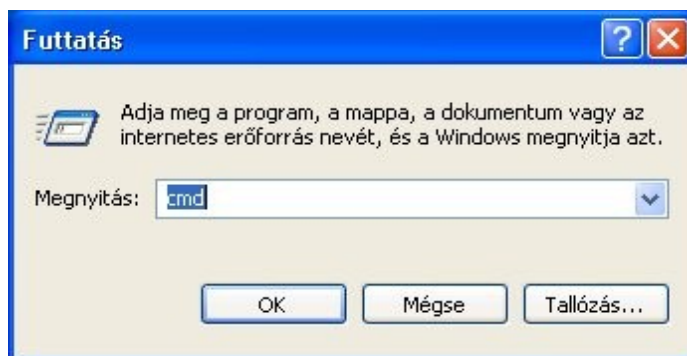 Futtatás
Adja meg a program, a mappa, a dokumentum vagy az
internetes erőforrás nevét, és a Windows megnyitja azt.
Megnyitás: cmd
OK Mégse Tallózás...